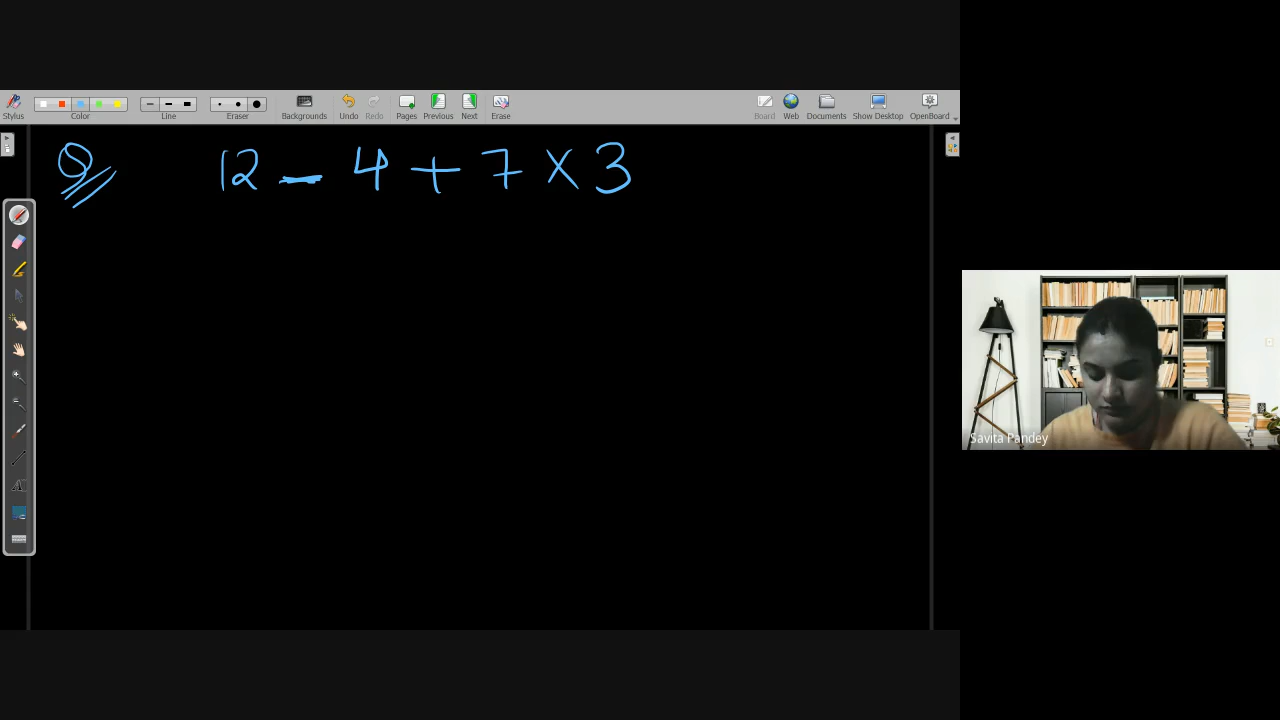 Stylus
Color
Line
Eraser
Backgrounds
Undo
Redo
Pages
Previous
Next
Erase
Board
Web
Documents
Show Desktop
OpenBoard
Q 12 - 4 + 7 × 3
Savita Pandey